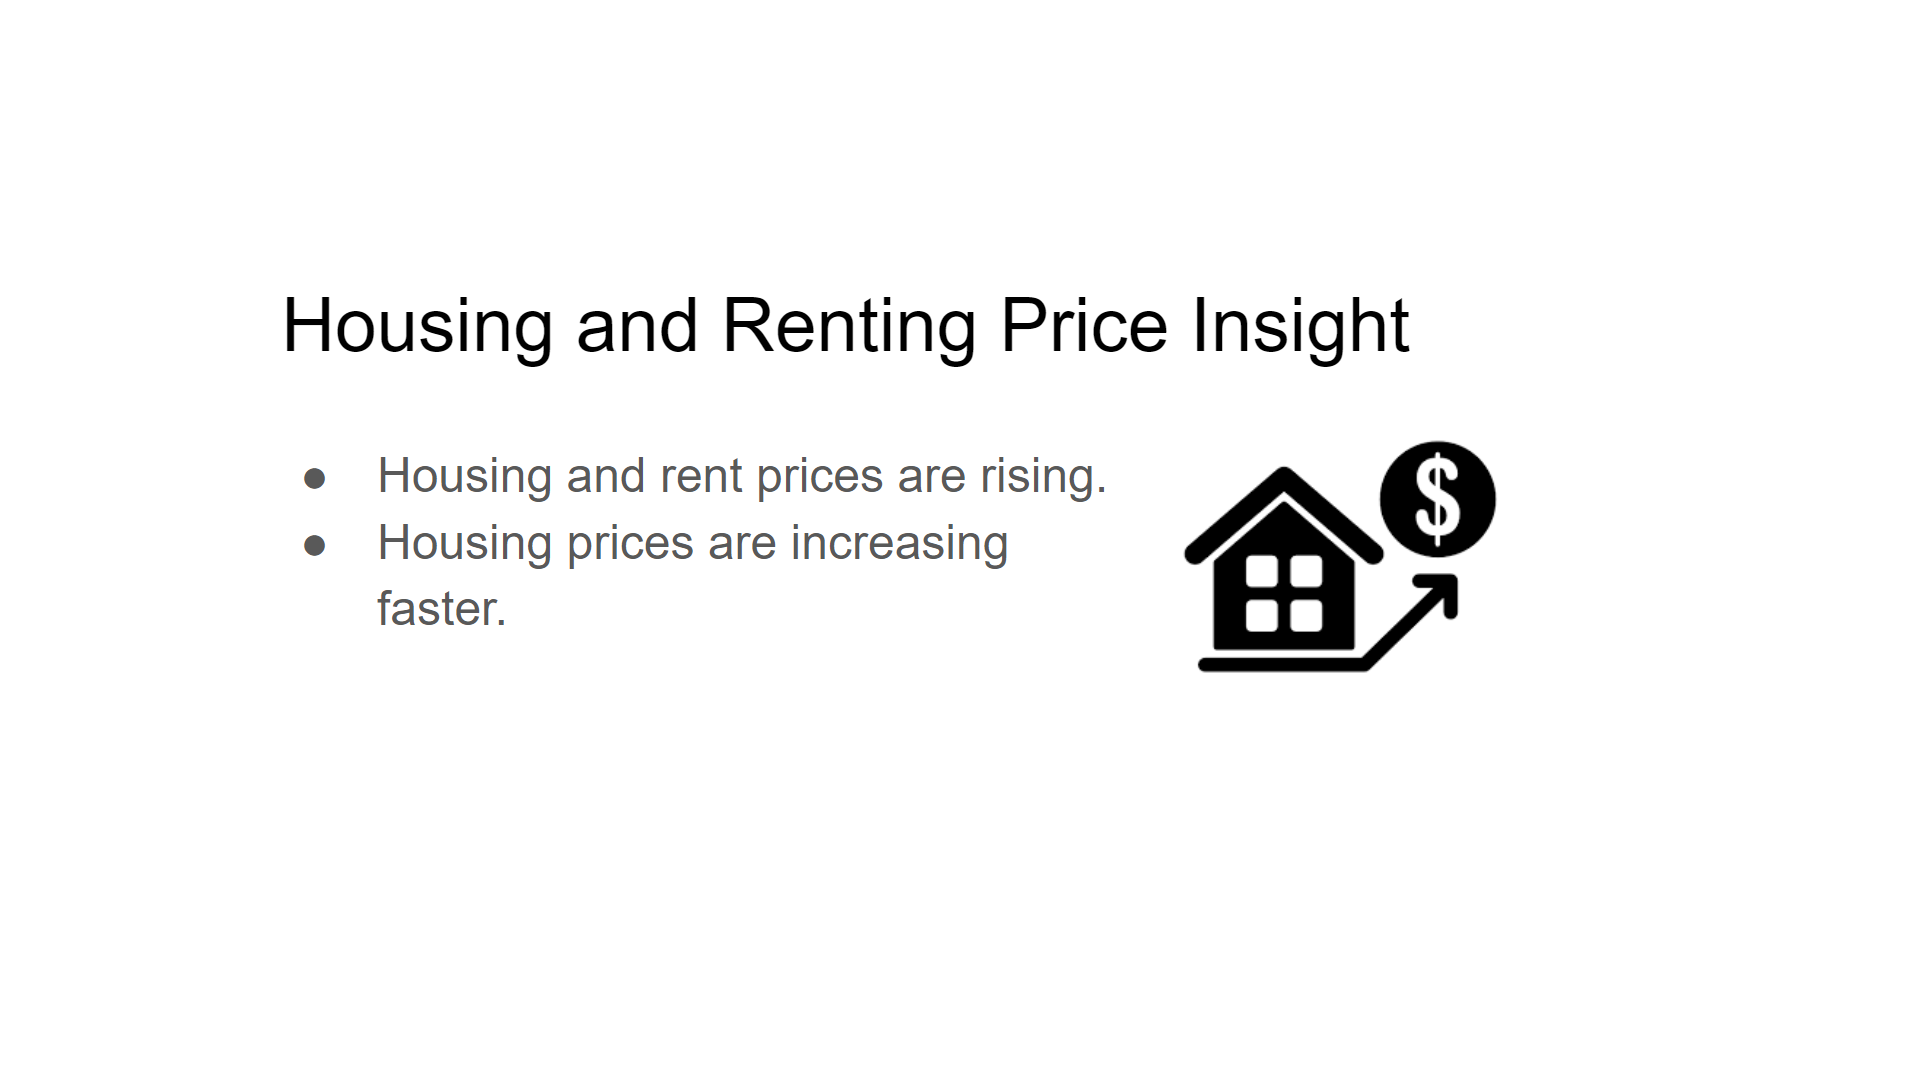 Housing and Renting Price Insight
● Housing and rent prices are rising.
● Housing prices are increasing
faster.
$